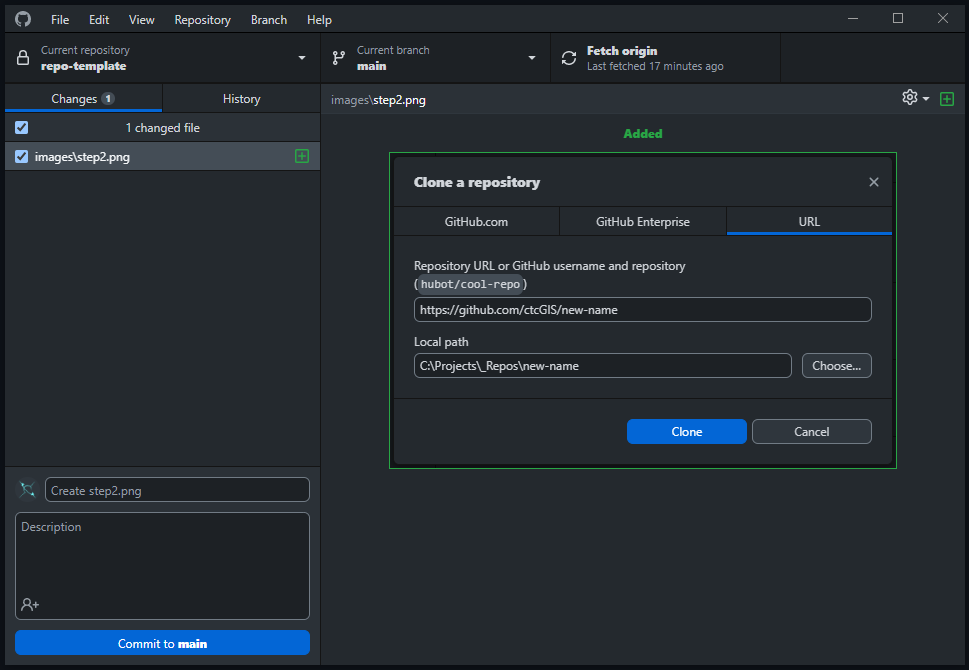 File Edit View Repository Branch Help
Current repository
repo-template
Current branch
main
Fetch origin
Last fetched 17 minutes ago
Changes 1 History
1 changed file
images\step2.png
images\step2.png
Added
Clone a repository
GitHub.com GitHub Enterprise URL
Repository URL or GitHub username and repository
(hubot/cool-repo)
https://github.com/ctcGIS/new-name
Local path
C:\Projects\_Repos\new-name Choose...
Clone Cancel
Create step2.png
Description
Commit to main